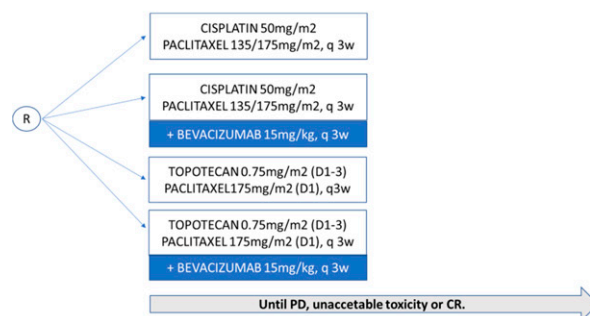 CISPLATIN 50mg/m2
PACLITAXEL 135/175mg/m2, q 3w
CISPLATIN 50mg/m2
PACLITAXEL 135/175mg/m2, q 3w
+ BEVACIZUMAB 15mg/kg, q 3w
R
TOPOTECAN 0.75mg/m2 (D1-3)
PACLITAXEL175mg/m2 (D1), q3w
TOPOTECAN 0.75mg/m2 (D1-3)
PACLITAXEL 175mg/m2 (D1), q 3w
+ BEVACIZUMAB 15mg/kg, q 3w
Until PD, unaccetable toxicity or CR.